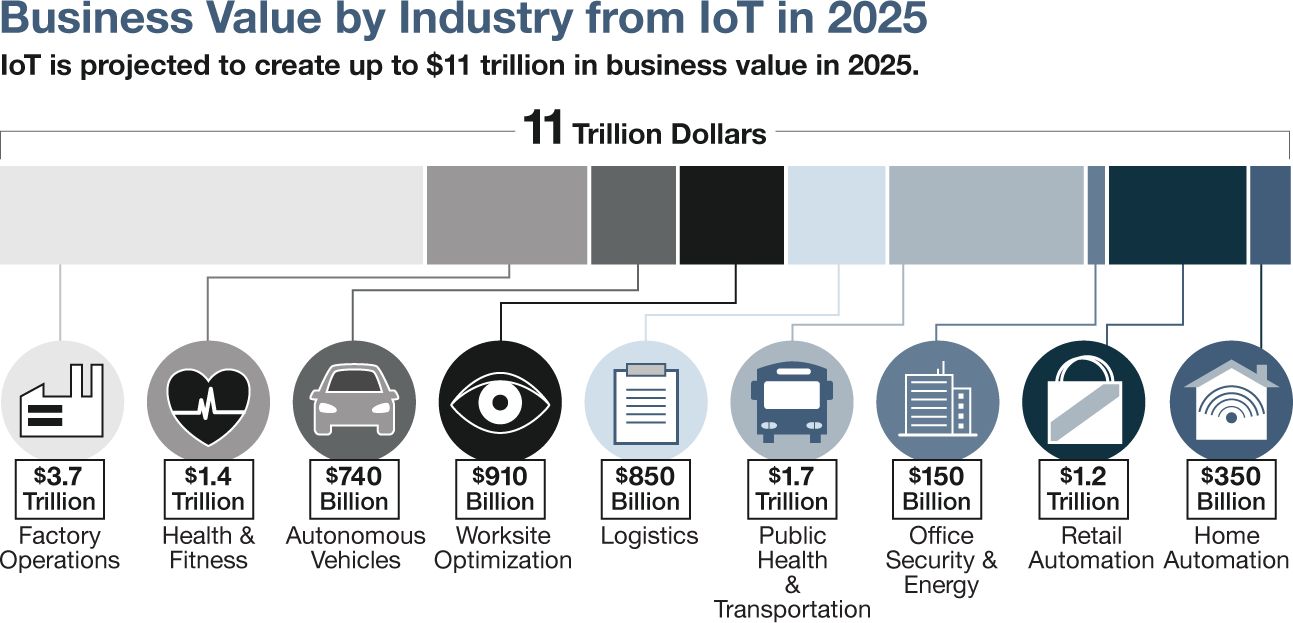 Business Value by Industry from IoT in 2025
IoT is projected to create up to $11 trillion in business value in 2025.
11 Trillion Dollars
$3.7
Trillion
Factory
Operations
$1.4
Trillion
Health &
Fitness
$740
Billion
Autonomous
Vehicles
$910
Billion
Worksite
Optimization
$850
Billion
Logistics
$1.7
Trillion
Public
Health
&
Transportation
$150
Billion
Office
Security &
Energy
$1.2
Trillion
Retail
Automation
$350
Billion
Home
Automation